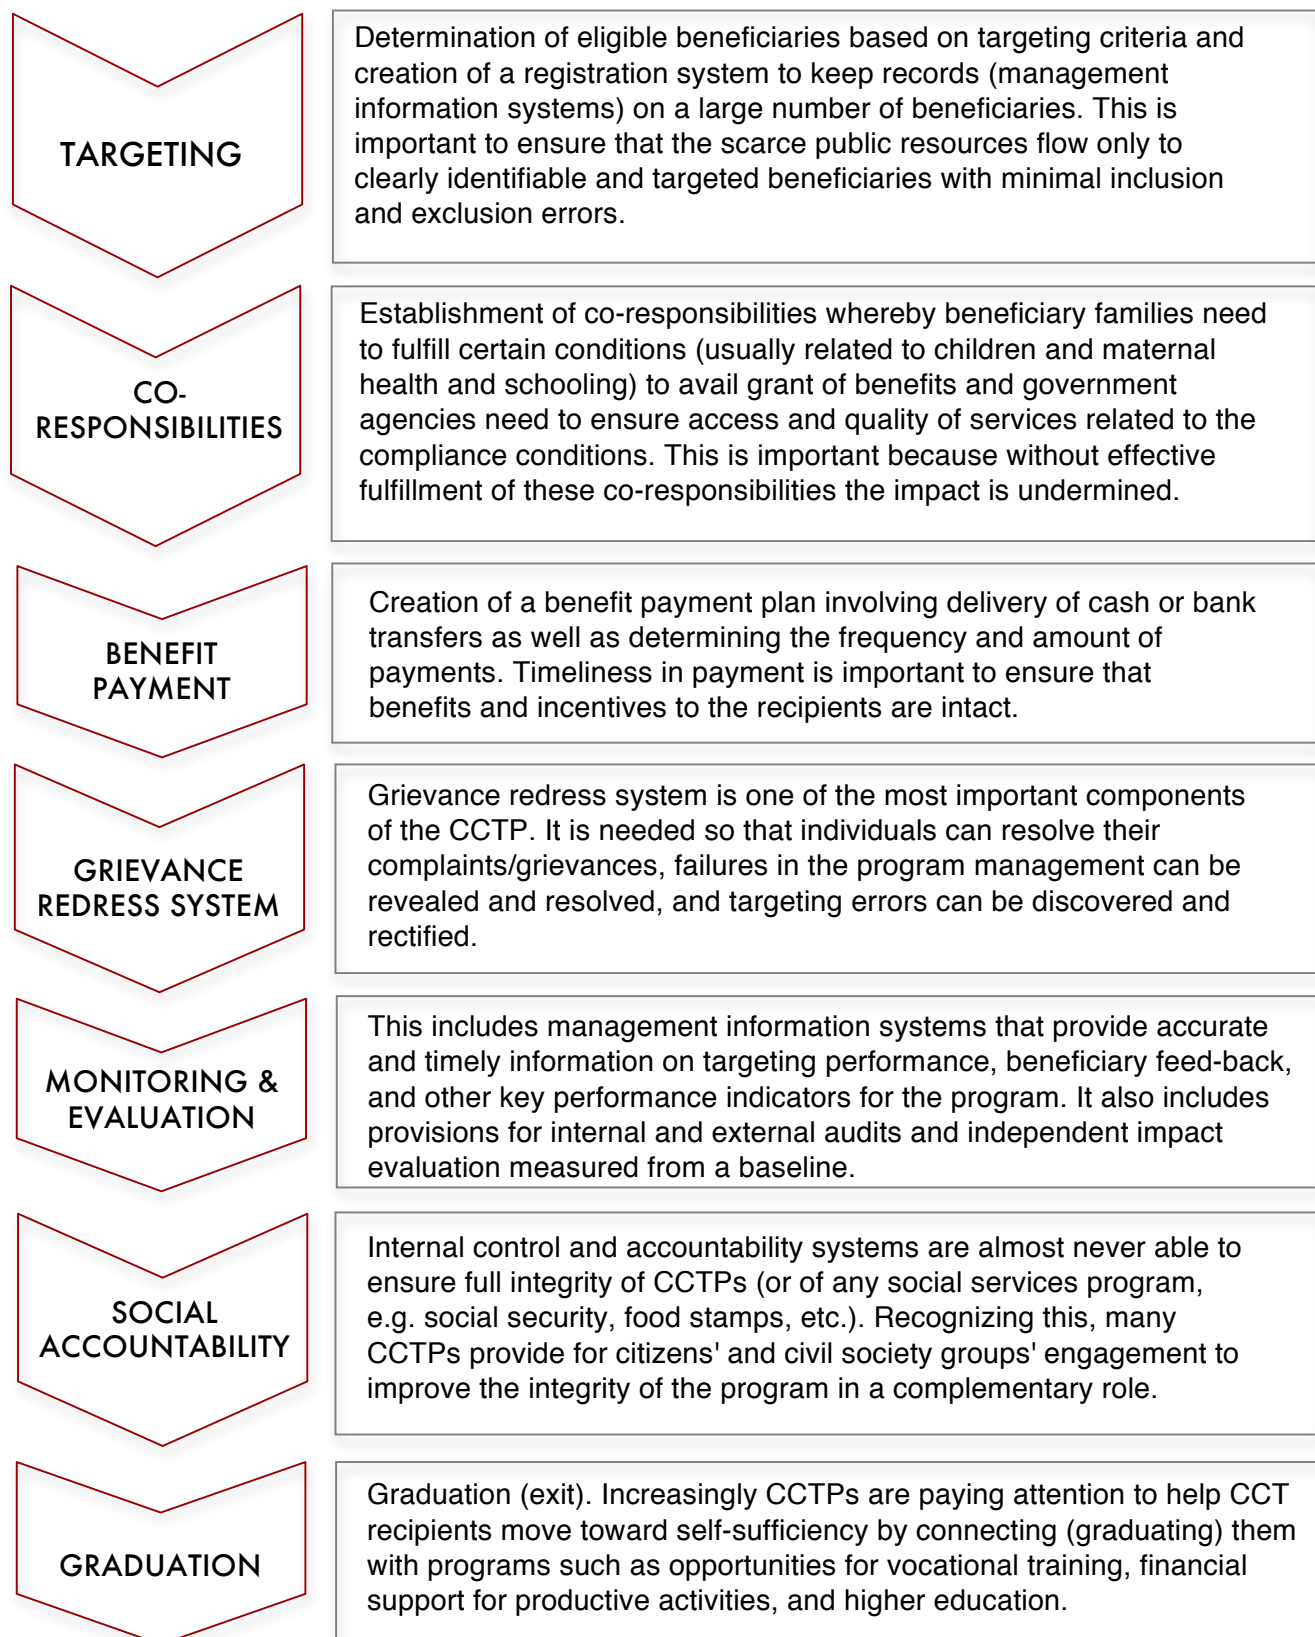 TARGETING
Determination of eligible beneficiaries based on targeting criteria and
creation of a registration system to keep records (management
information systems) on a large number of beneficiaries. This is
important to ensure that the scarce public resources flow only to
clearly identifiable and targeted beneficiaries with minimal inclusion
and exclusion errors.
CO-
RESPONSIBILITIES
Establishment of co-responsibilities whereby beneficiary families need
to fulfill certain conditions (usually related to children and maternal
health and schooling) to avail grant of benefits and government
agencies need to ensure access and quality of services related to the
compliance conditions. This is important because without effective
fulfillment of these co-responsibilities the impact is undermined.
BENEFIT
PAYMENT
Creation of a benefit payment plan involving delivery of cash or bank
transfers as well as determining the frequency and amount of
payments. Timeliness in payment is important to ensure that
benefits and incentives to the recipients are intact.
GRIEVANCE
REDRESS SYSTEM
Grievance redress system is one of the most important components
of the CCTP. It is needed so that individuals can resolve their
complaints/grievances, failures in the program management can be
revealed and resolved, and targeting errors can be discovered and
rectified.
MONITORING &
EVALUATION
This includes management information systems that provide accurate
and timely information on targeting performance, beneficiary feed-back,
and other key performance indicators for the program. It also includes
provisions for internal and external audits and independent impact
evaluation measured from a baseline.
SOCIAL
ACCOUNTABILITY
Internal control and accountability systems are almost never able to
ensure full integrity of CCTPs (or of any social services program,
e.g. social security, food stamps, etc.). Recognizing this, many
CCTPs provide for citizens' and civil society groups' engagement to
improve the integrity of the program in a complementary role.
GRADUATION
Graduation (exit). Increasingly CCTPs are paying attention to help CCT
recipients move toward self-sufficiency by connecting (graduating) them
with programs such as opportunities for vocational training, financial
support for productive activities, and higher education.